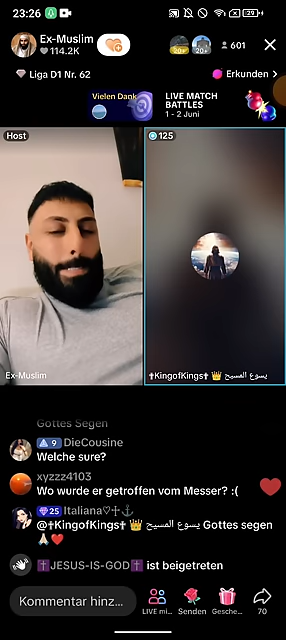 23:26
29
Ex-Muslim
114.2K
20+
20+
601
Liga D1 Nr. 62
Erkunden >
Vielen Dank
LIVE MATCH
BATTLES
1 - 2 Juni
Host
125
Ex-Muslim
✝KingofKings✝ 👑 يسوع المسيح
Gottes Segen
9 DieCousine
Welche sure?
xyzzz4103
Wo wurde er getroffen vom Messer? :(
25 Italiana♡✝⚓
@✝KingofKings✝ 👑 يسوع المسيح Gottes segen
🙏🏻❤️
✝️JESUS-IS-GOD✝️ ist beigetreten
Kommentar hinz...
LIVE mi...
Senden
Gesche...
70